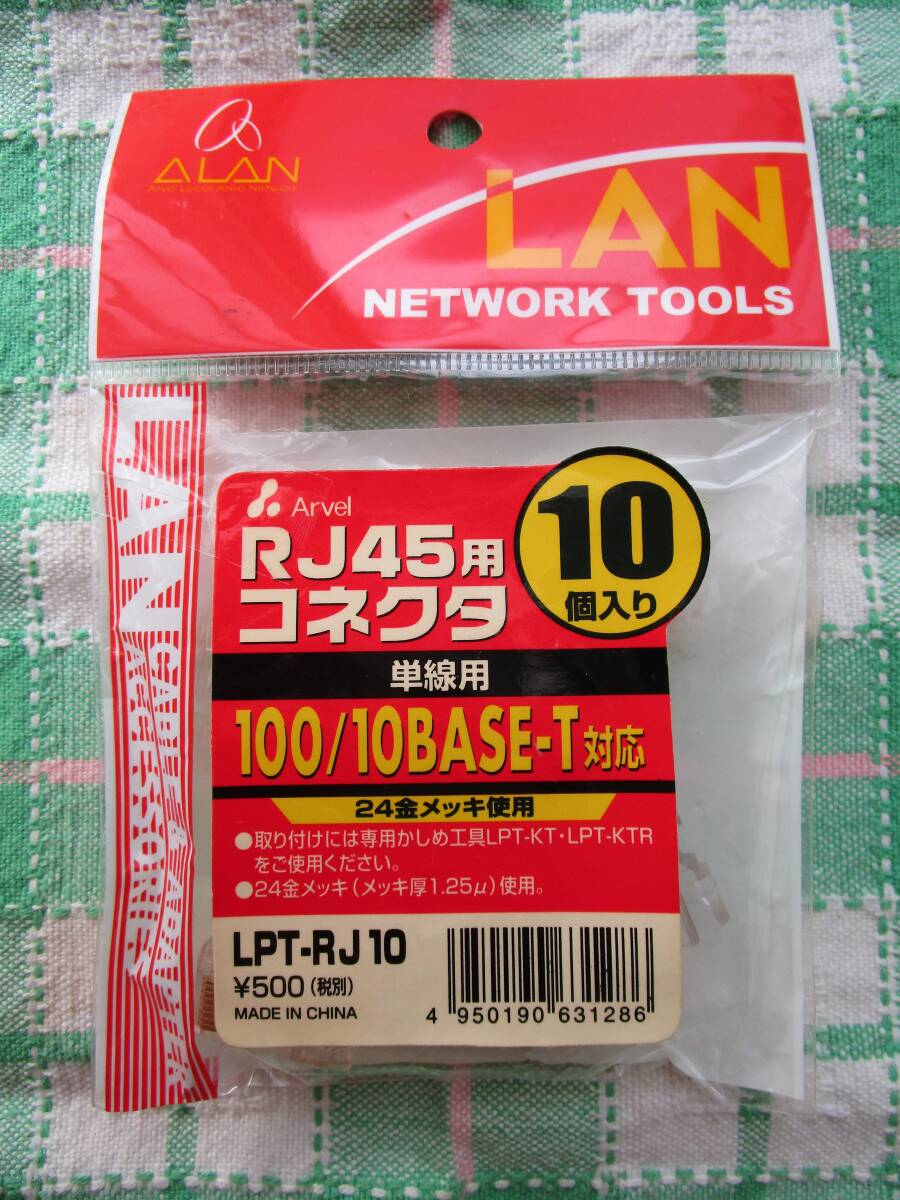 ALAN
Arvel Local Area Network
LAN
NETWORK TOOLS
LAN CABLE & ADAPTER
ACCESSORIES
Arvel
RJ45用
コネクタ
10
個入り
単線用
100/10BASE-T対応
24金メッキ使用
●取り付けには専用かしめ工具LPT-KT・LPT-KTR
をご使用ください。
●24金メッキ(メッキ厚1.25μ)使用。
LPT-RJ10
¥500(税別)
MADE IN CHINA
4 950190 631286